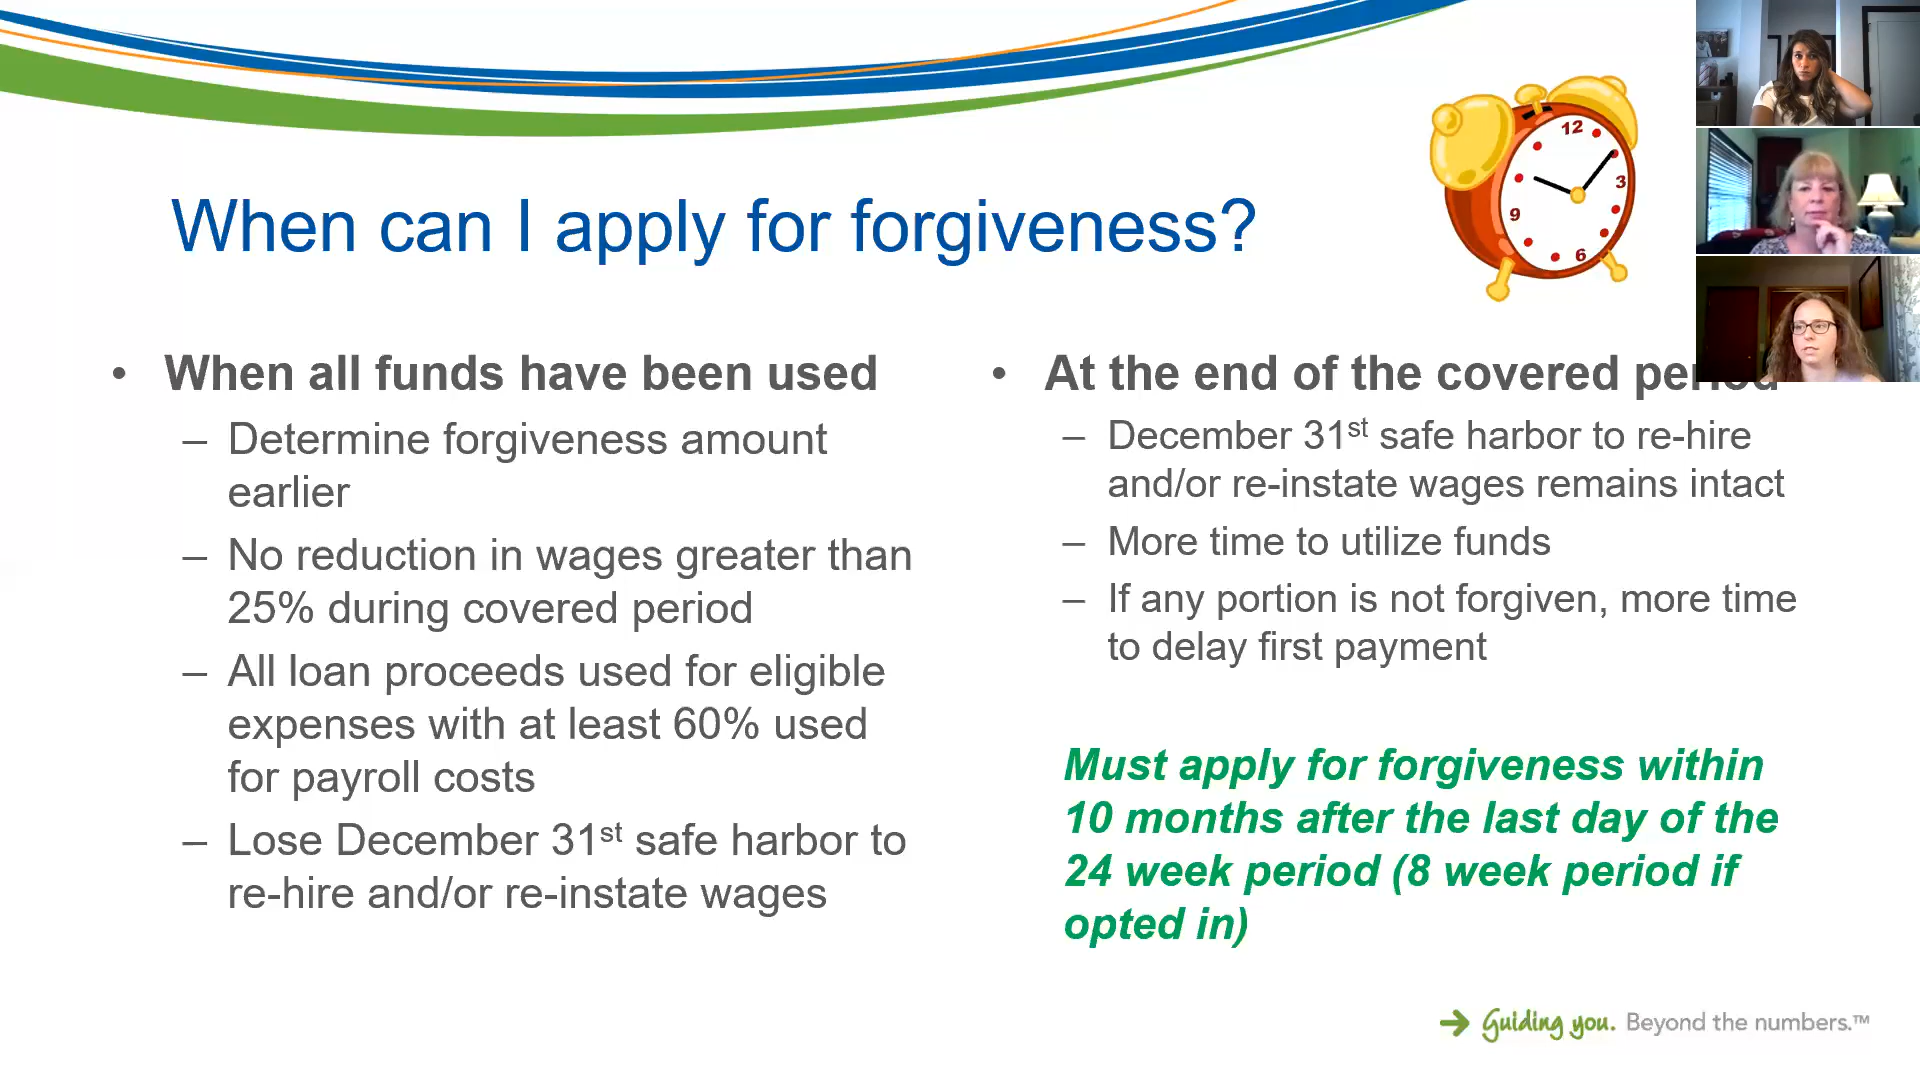 When can I apply for forgiveness?
12
3
9
6
• When all funds have been used
– Determine forgiveness amount
earlier
– No reduction in wages greater than
25% during covered period
– All loan proceeds used for eligible
expenses with at least 60% used
for payroll costs
– Lose December 31st safe harbor to
re-hire and/or re-instate wages
• At the end of the covered period
– December 31st safe harbor to re-hire
and/or re-instate wages remains intact
– More time to utilize funds
– If any portion is not forgiven, more time
to delay first payment
Must apply for forgiveness within
10 months after the last day of the
24 week period (8 week period if
opted in)
Guiding you. Beyond the numbers.™